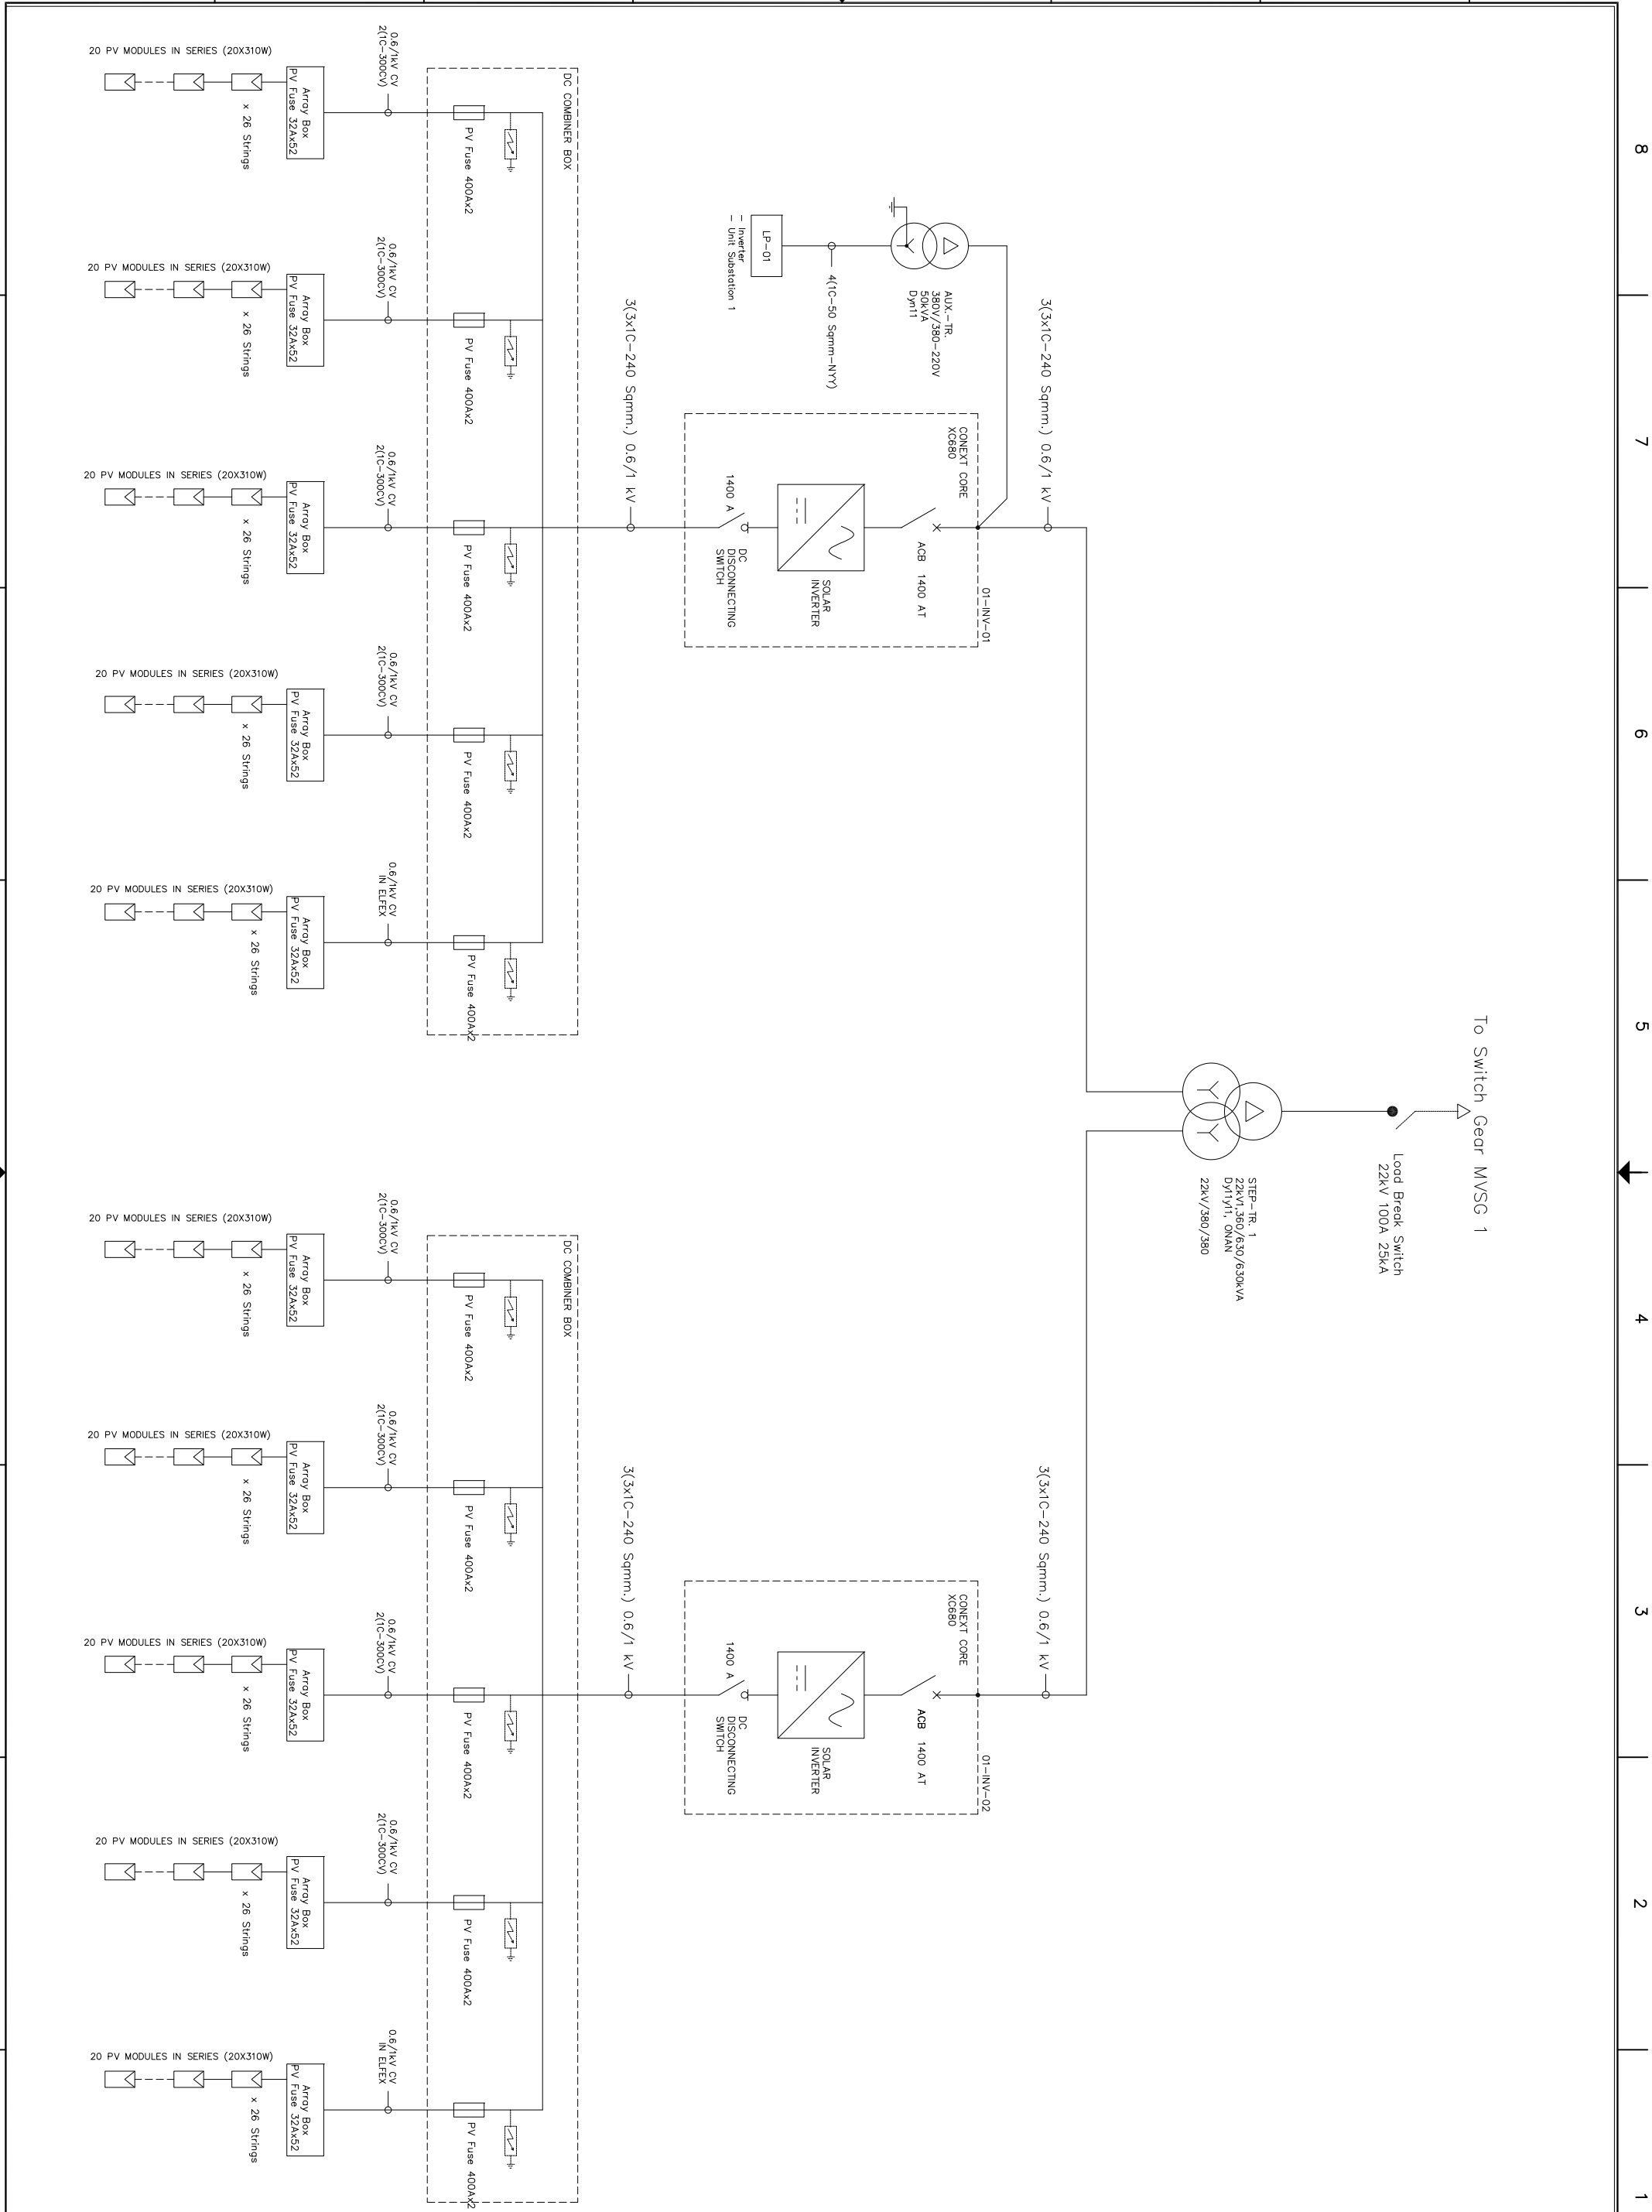 8
7
6
5
4
3
2
1
To Switch Gear MVSG 1
Load Break Switch
22kV 100A 25kA
STEP-TR. 1
22kV1,360/630/630kVA
Dy11y11, ONAN
22kV/380/380
3(3x1C-240 Sqmm.) 0.6/1 kV
3(3x1C-240 Sqmm.) 0.6/1 kV
AUX.-TR.
380V/380-220V
50kVA
Dyn11
4(1C-50 Sqmm-NYY)
LP-01
- Inverter
- Unit Substation 1
01-INV-01
CONEXT CORE
XC680
ACB 1400 AT
SOLAR
INVERTER
1400 A
DC
DISCONNECTING
SWITCH
01-INV-02
CONEXT CORE
XC680
ACB 1400 AT
SOLAR
INVERTER
1400 A
DC
DISCONNECTING
SWITCH
3(3x1C-240 Sqmm.) 0.6/1 kV
3(3x1C-240 Sqmm.) 0.6/1 kV
DC COMBINER BOX
PV Fuse 400Ax2
PV Fuse 400Ax2
PV Fuse 400Ax2
PV Fuse 400Ax2
PV Fuse 400Ax2
DC COMBINER BOX
PV Fuse 400Ax2
PV Fuse 400Ax2
PV Fuse 400Ax2
PV Fuse 400Ax2
PV Fuse 400Ax2
0.6/1kV CV
2(1C-300CV)
0.6/1kV CV
2(1C-300CV)
0.6/1kV CV
2(1C-300CV)
0.6/1kV CV
2(1C-300CV)
0.6/1kV CV
IN ELFEX
0.6/1kV CV
2(1C-300CV)
0.6/1kV CV
2(1C-300CV)
0.6/1kV CV
2(1C-300CV)
0.6/1kV CV
2(1C-300CV)
0.6/1kV CV
IN ELFEX
Array Box
PV Fuse 32Ax52
Array Box
PV Fuse 32Ax52
Array Box
PV Fuse 32Ax52
Array Box
PV Fuse 32Ax52
Array Box
PV Fuse 32Ax52
Array Box
PV Fuse 32Ax52
Array Box
PV Fuse 32Ax52
Array Box
PV Fuse 32Ax52
Array Box
PV Fuse 32Ax52
Array Box
PV Fuse 32Ax52
x 26 Strings
x 26 Strings
x 26 Strings
x 26 Strings
x 26 Strings
x 26 Strings
x 26 Strings
x 26 Strings
x 26 Strings
x 26 Strings
20 PV MODULES IN SERIES (20X310W)
20 PV MODULES IN SERIES (20X310W)
20 PV MODULES IN SERIES (20X310W)
20 PV MODULES IN SERIES (20X310W)
20 PV MODULES IN SERIES (20X310W)
20 PV MODULES IN SERIES (20X310W)
20 PV MODULES IN SERIES (20X310W)
20 PV MODULES IN SERIES (20X310W)
20 PV MODULES IN SERIES (20X310W)
20 PV MODULES IN SERIES (20X310W)